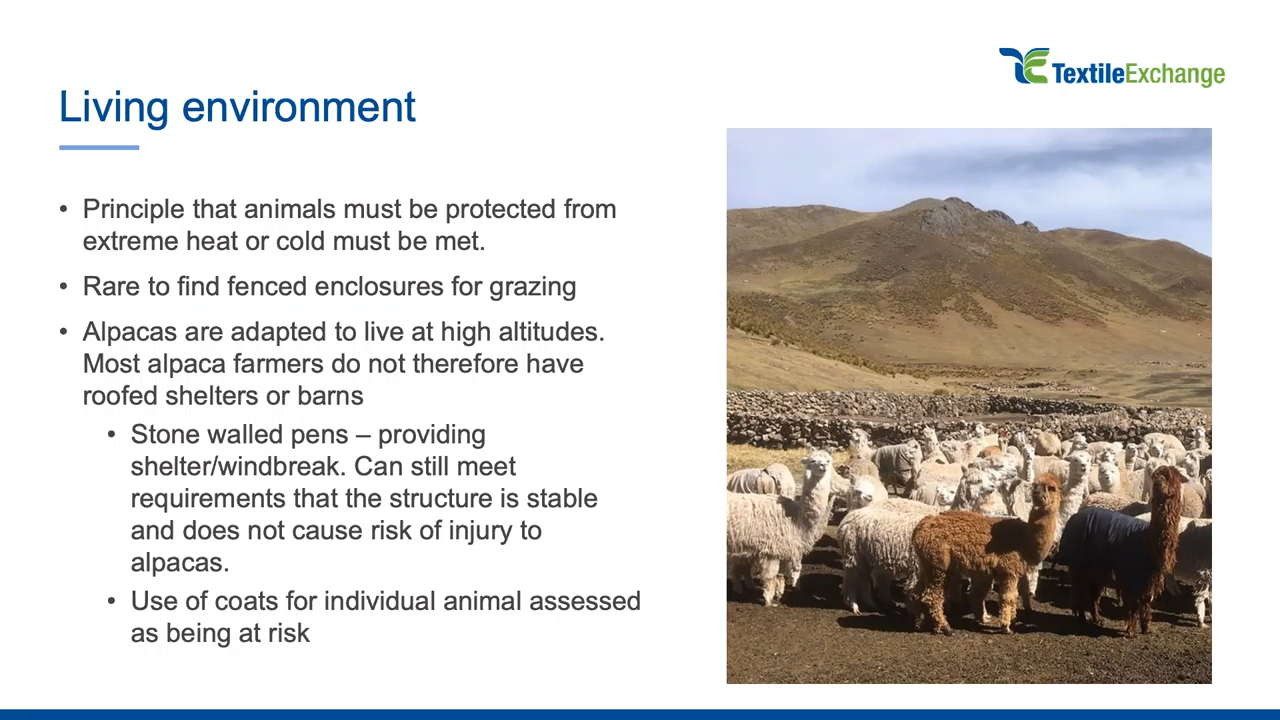 TextileExchange
Living environment
• Principle that animals must be protected from
extreme heat or cold must be met.
• Rare to find fenced enclosures for grazing
• Alpacas are adapted to live at high altitudes.
Most alpaca farmers do not therefore have
roofed shelters or barns
• Stone walled pens – providing
shelter/windbreak. Can still meet
requirements that the structure is stable
and does not cause risk of injury to
alpacas.
• Use of coats for individual animal assessed
as being at risk